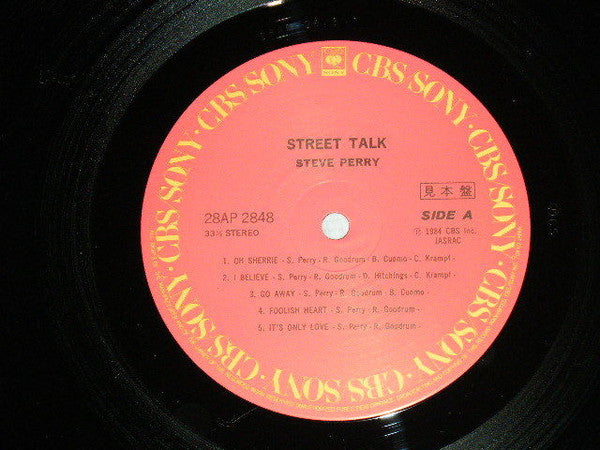 CBS SONY · CBS SONY · CBS SONY · CBS SONY · CBS SONY · CBS SONY
SONY
STREET TALK
STEVE PERRY
見本盤
28AP 2848
SIDE A
33⅓ STEREO
Ⓟ 1984 CBS Inc.
JASRAC
1. OH SHERRIE - S. Perry - R. Goodrum - B. Cuomo - C. Krampf -
2. I BELIEVE - S. Perry - R. Goodrum - D. Hitchings - C. Krampf -
3. GO AWAY - S. Perry - R. Goodrum - B. Cuomo -
4. FOOLISH HEART - S. Perry - R. Goodrum -
5. IT'S ONLY LOVE - S. Perry - R. Goodrum -